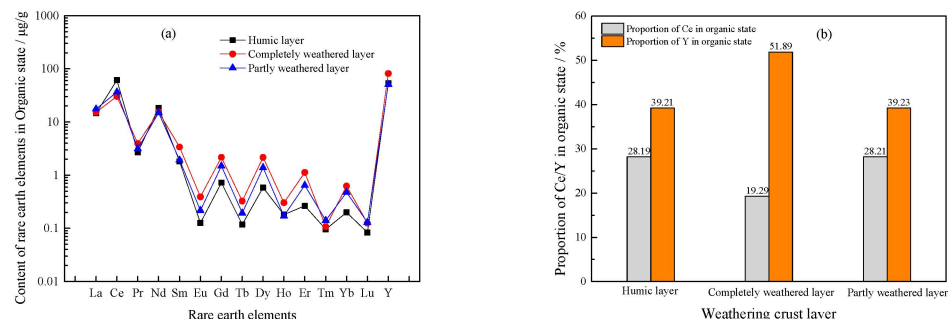 (a)
Humic layer
Completely weathered layer
Partly weathered layer
Content of rare earth elements in Organic state / μg/g
1000
100
10
1
0.1
0.01
La Ce Pr Nd Sm Eu Gd Tb Dy Ho Er Tm Yb Lu Y
Rare earth elements
(b)
Proportion of Ce in organic state
Proportion of Y in organic state
Proportion of Ce/Y in organic state / %
60
50
40
30
20
10
0
28.19 39.21 19.29 51.89 28.21 39.23
Humic layer Completely weathered layer Partly weathered layer
Weathering crust layer